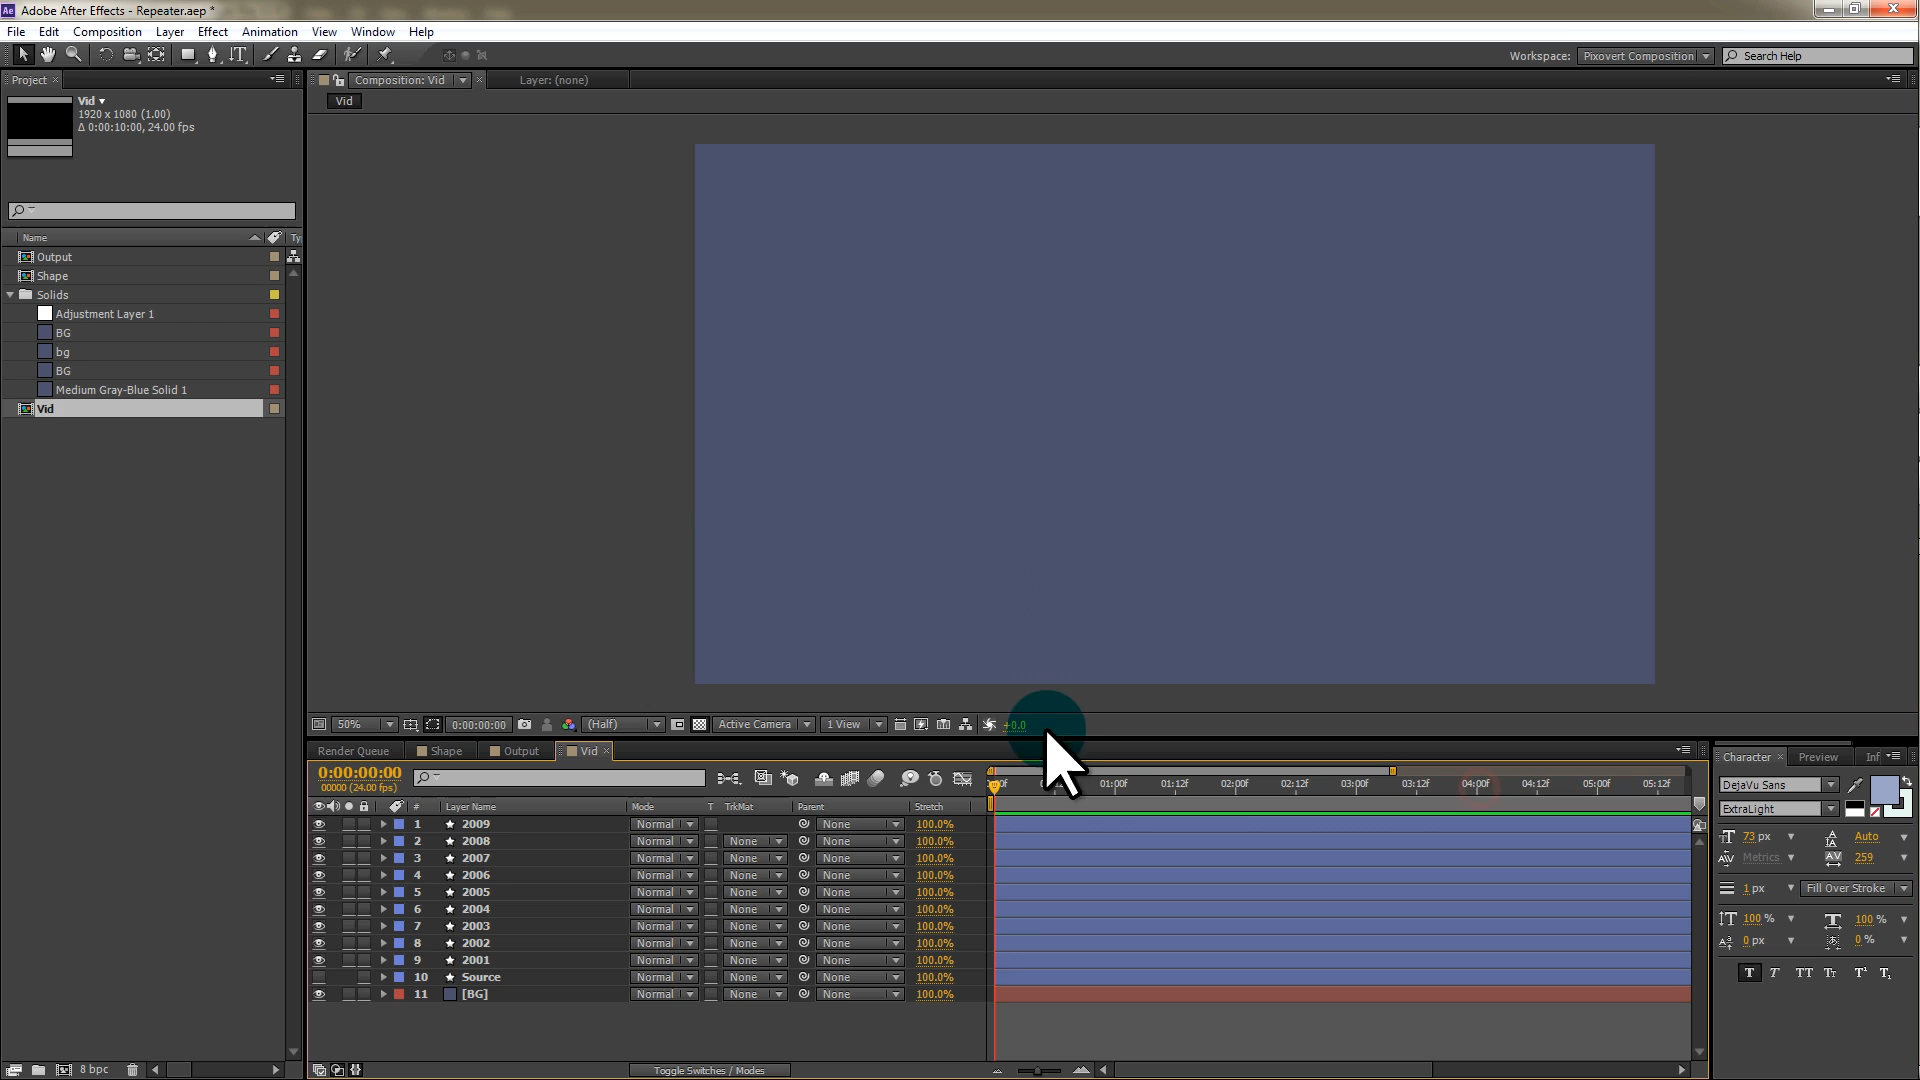 Adobe After Effects - Repeater.aep *
File Edit Composition Layer Effect Animation View Window Help
Workspace: Pixovert Composition Search Help
Project Composition: Vid Layer: (none)
Vid
Vid
1920 x 1080 (1.00)
Δ 0:00:10:00, 24.00 fps
Name Ty
Output
Shape
Solids
Adjustment Layer 1
BG
bg
BG
Medium Gray-Blue Solid 1
Vid
50% 0:00:00:00 (Half) Active Camera 1 View +0.0
Render Queue Shape Output Vid
0:00:00:00
00000 (24.00 fps)
01:00f 01:12f 02:00f 02:12f 03:00f 03:12f 04:00f 04:12f 05:00f 05:12f
# Layer Name Mode T TrkMat Parent Stretch
1 2009 Normal None 100.0%
2 2008 Normal None None 100.0%
3 2007 Normal None None 100.0%
4 2006 Normal None None 100.0%
5 2005 Normal None None 100.0%
6 2004 Normal None None 100.0%
7 2003 Normal None None 100.0%
8 2002 Normal None None 100.0%
9 2001 Normal None None 100.0%
10 Source Normal None None 100.0%
11 [BG] Normal None None 100.0%
8 bpc Toggle Switches / Modes
Character Preview Inf
DejaVu Sans
ExtraLight
73 px Auto
Metrics 259
1 px Fill Over Stroke
100 % 100 %
0 px 0 %
T T TT Tt T¹ T₁